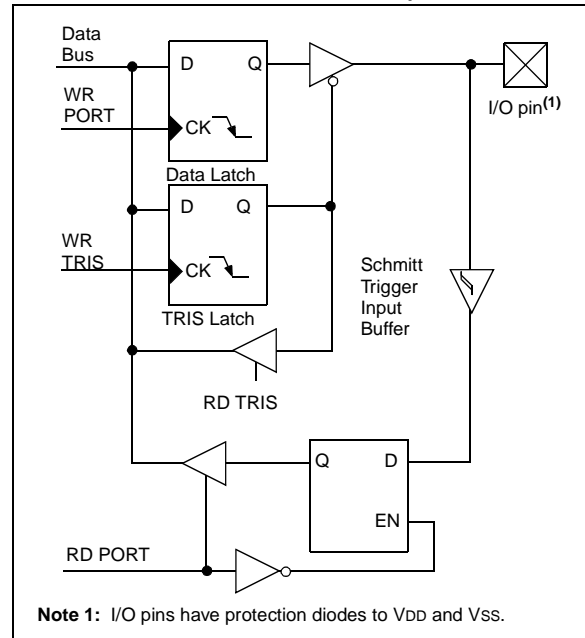 Data
Bus
D
Q
WR
PORT
CK
I/O pin(1)
Data Latch
D
Q
WR
TRIS
CK
Schmitt
Trigger
Input
Buffer
TRIS Latch
RD TRIS
Q
D
EN
RD PORT
Note 1: I/O pins have protection diodes to VDD and VSS.